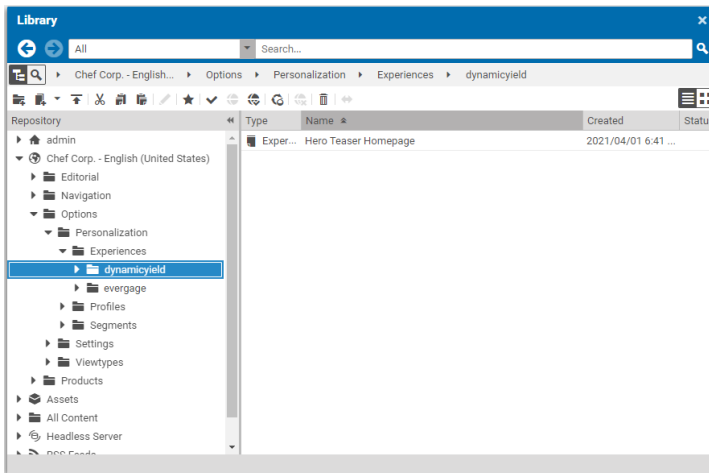 Library
All
Search...
Chef Corp. - English... Options Personalization Experiences dynamicyield
Repository
Type Name Created Statu
admin
Exper... Hero Teaser Homepage 2021/04/01 6:41 ...
Chef Corp. - English (United States)
Editorial
Navigation
Options
Personalization
Experiences
dynamicyield
evergage
Profiles
Segments
Settings
Viewtypes
Products
Assets
All Content
Headless Server
RSS Feeds